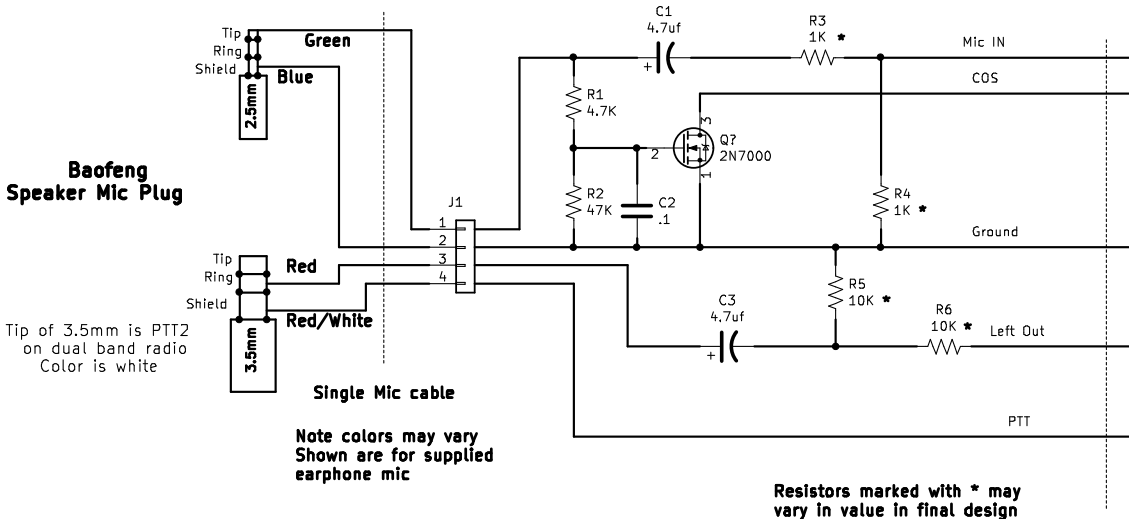 Tip
Ring
Shield
Green
Blue
2.5mm
Baofeng
Speaker Mic Plug
Tip
Ring
Shield
Red
Red/White
3.5mm
Tip of 3.5mm is PTT2
on dual band radio
Color is white
Single Mic cable
Note colors may vary
Shown are for supplied
earphone mic
J1
1
2
3
4
C1
4.7uf
+
R3
1K *
Mic IN
COS
R1
4.7K
3
Q?
2N7000
2
1
R2
47K
C2
.1
R4
1K *
Ground
R5
10K *
C3
4.7uf
+
R6
10K *
Left Out
PTT
Resistors marked with * may
vary in value in final design